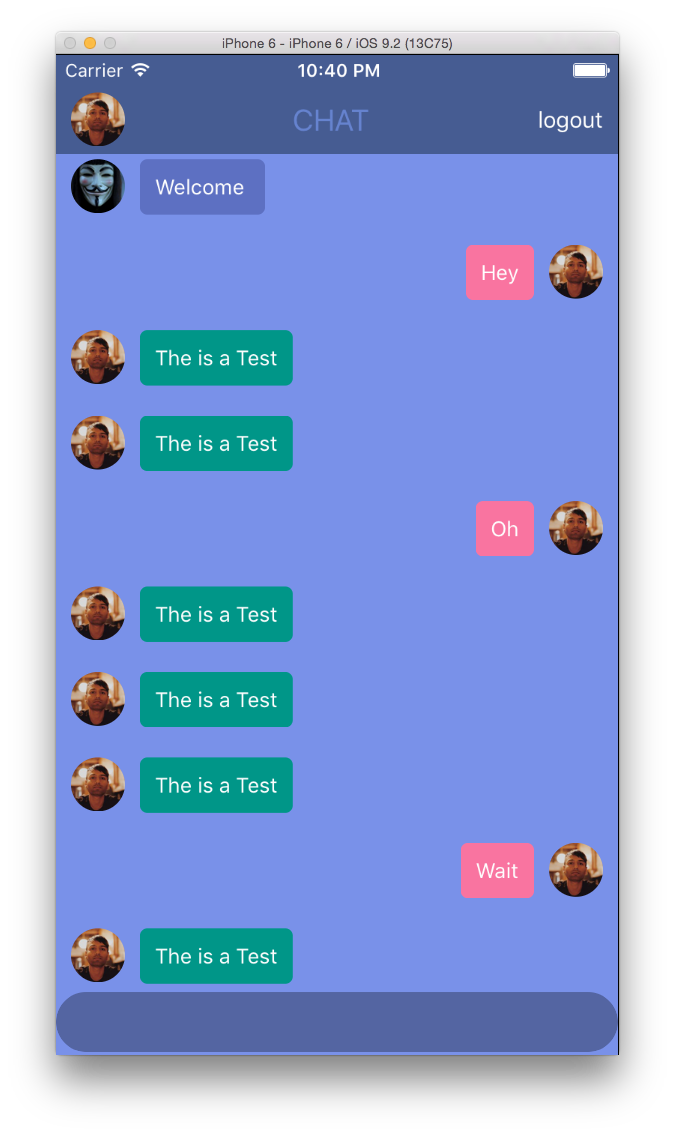 iPhone 6 - iPhone 6 / iOS 9.2 (13C75)
Carrier 10:40 PM
CHAT logout
Welcome
Hey
The is a Test
The is a Test
Oh
The is a Test
The is a Test
The is a Test
Wait
The is a Test